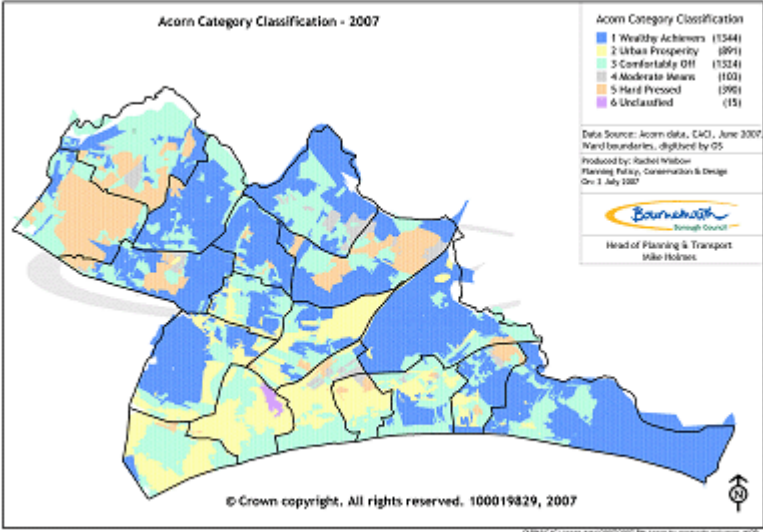 Acorn Category Classification - 2007
Acorn Category Classification
1 Wealthy Achievers (1344)
2 Urban Prosperity (891)
3 Comfortably Off (1324)
4 Moderate Means (103)
5 Hard Pressed (390)
6 Unclassified (15)
Data Source: Acorn data, CACI, June 2007.
Ward boundaries, digitised by OS
Produced by: Rachel
Planning Policy, Conservation & Design
On: 2 July 2007
Bournemouth
Borough Council
Head of Planning & Transport
Mike Holmes
N
© Crown copyright. All rights reserved. 100019829, 2007